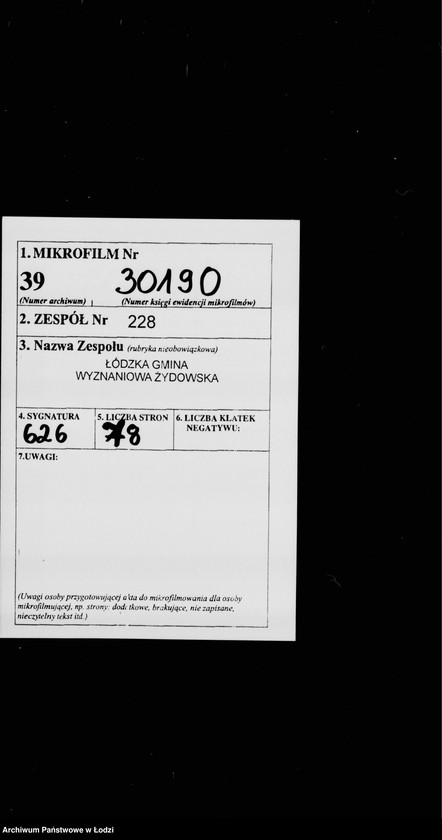 1. MIKROFILM Nr
39 30190
(Numer archiwum) (Numer księgi ewidencji mikrofilmów)
2. ZESPÓŁ Nr 228
3. Nazwa Zespołu (rubryka nieobowiązkowa)
ŁÓDZKA GMINA
WYZNANIOWA ŻYDOWSKA
4. SYGNATURA 5. LICZBA STRON 6. LICZBA KLATEK
NEGATYWU:
626 78
7.UWAGI:
(Uwagi osoby przygotowującej akta do mikrofilmowania dla osoby
mikrofilmującej, np. strony: dodatkowe, brakujące, nie zapisane,
nieczytelny tekst itd.)
Archiwum Państwowe w Łodzi